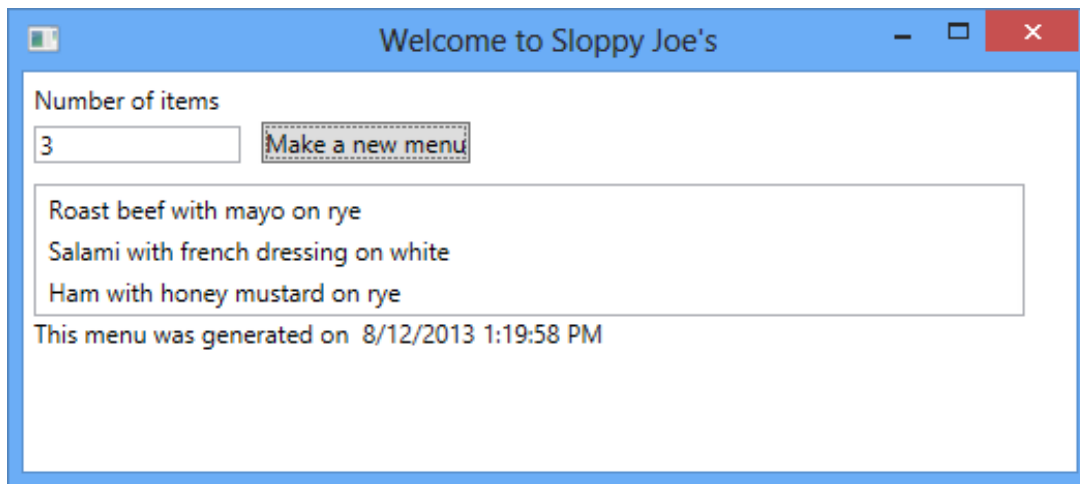 Welcome to Sloppy Joe's
Number of items
3 Make a new menu
Roast beef with mayo on rye
Salami with french dressing on white
Ham with honey mustard on rye
This menu was generated on 8/12/2013 1:19:58 PM